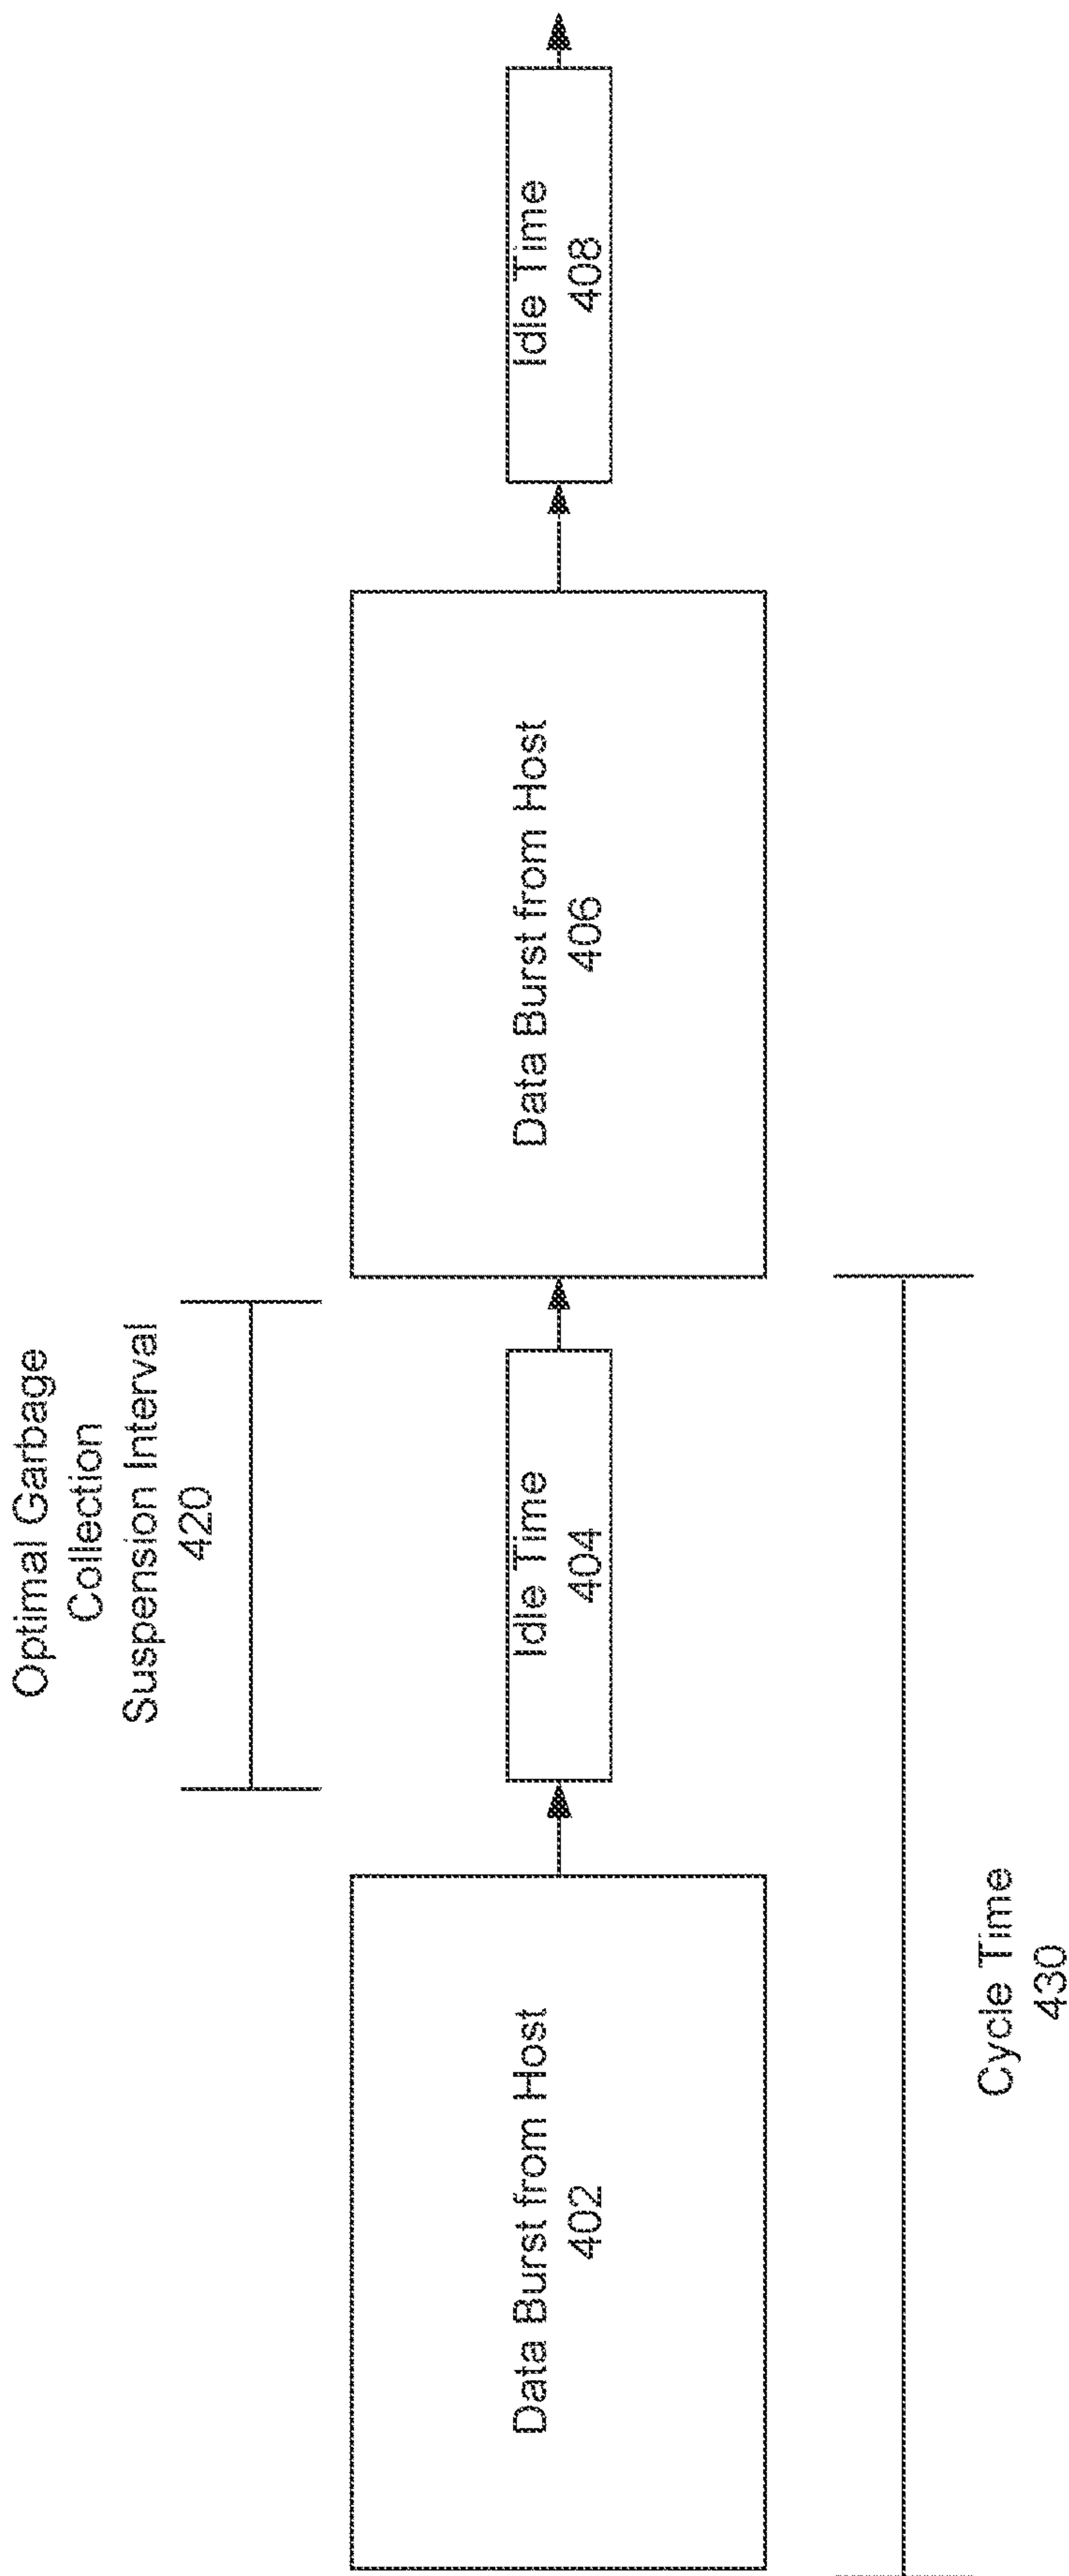 Optimal Garbage
Collection
Suspension Interval
420
Data Burst from Host
402
Idle Time
404
Data Burst from Host
406
Idle Time
408
Cycle Time
430